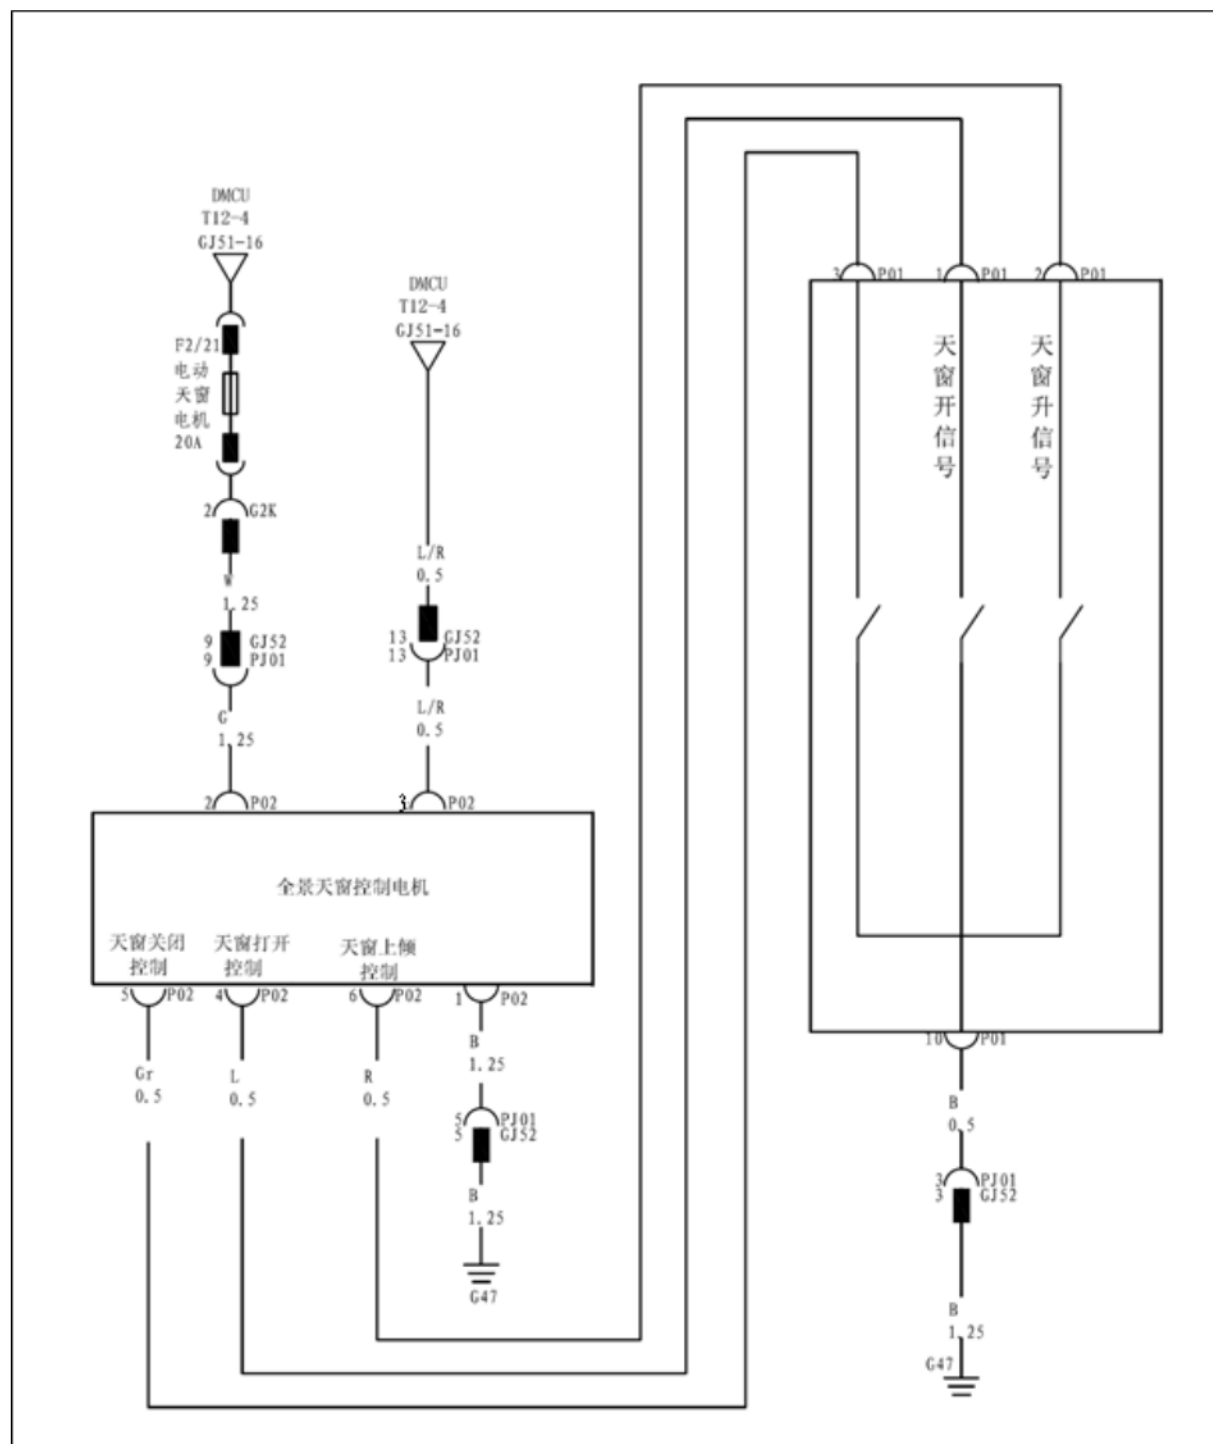 DMCU
T12-4
GJ51-16
DMCU
T12-4
GJ51-16
3 P01
1 P01
2 P01
F2/21
电动
天窗
电机
20A
天窗开信号
天窗升信号
2 G2K
L/R
0.5
W
1.25
9 GJ52
9 PJ01
13 GJ52
13 PJ01
G
1.25
L/R
0.5
2 P02
3 P02
全景天窗控制电机
天窗关闭
控制
天窗打开
控制
天窗上倾
控制
5 P02
4 P02
6 P02
1 P02
10 P01
Gr
0.5
L
0.5
R
0.5
B
1.25
5 PJ01
5 GJ52
B
0.5
3 PJ01
3 GJ52
B
1.25
G47
B
1.25
G47